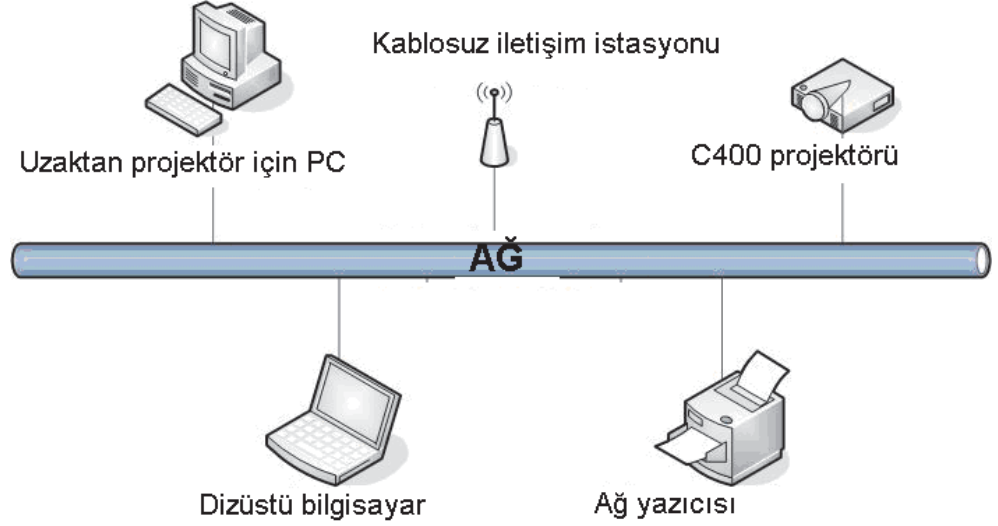 Kablosuz iletişim istasyonu
Uzaktan projektör için PC
C400 projektörü
AĞ
Dizüstü bilgisayar
Ağ yazıcısı